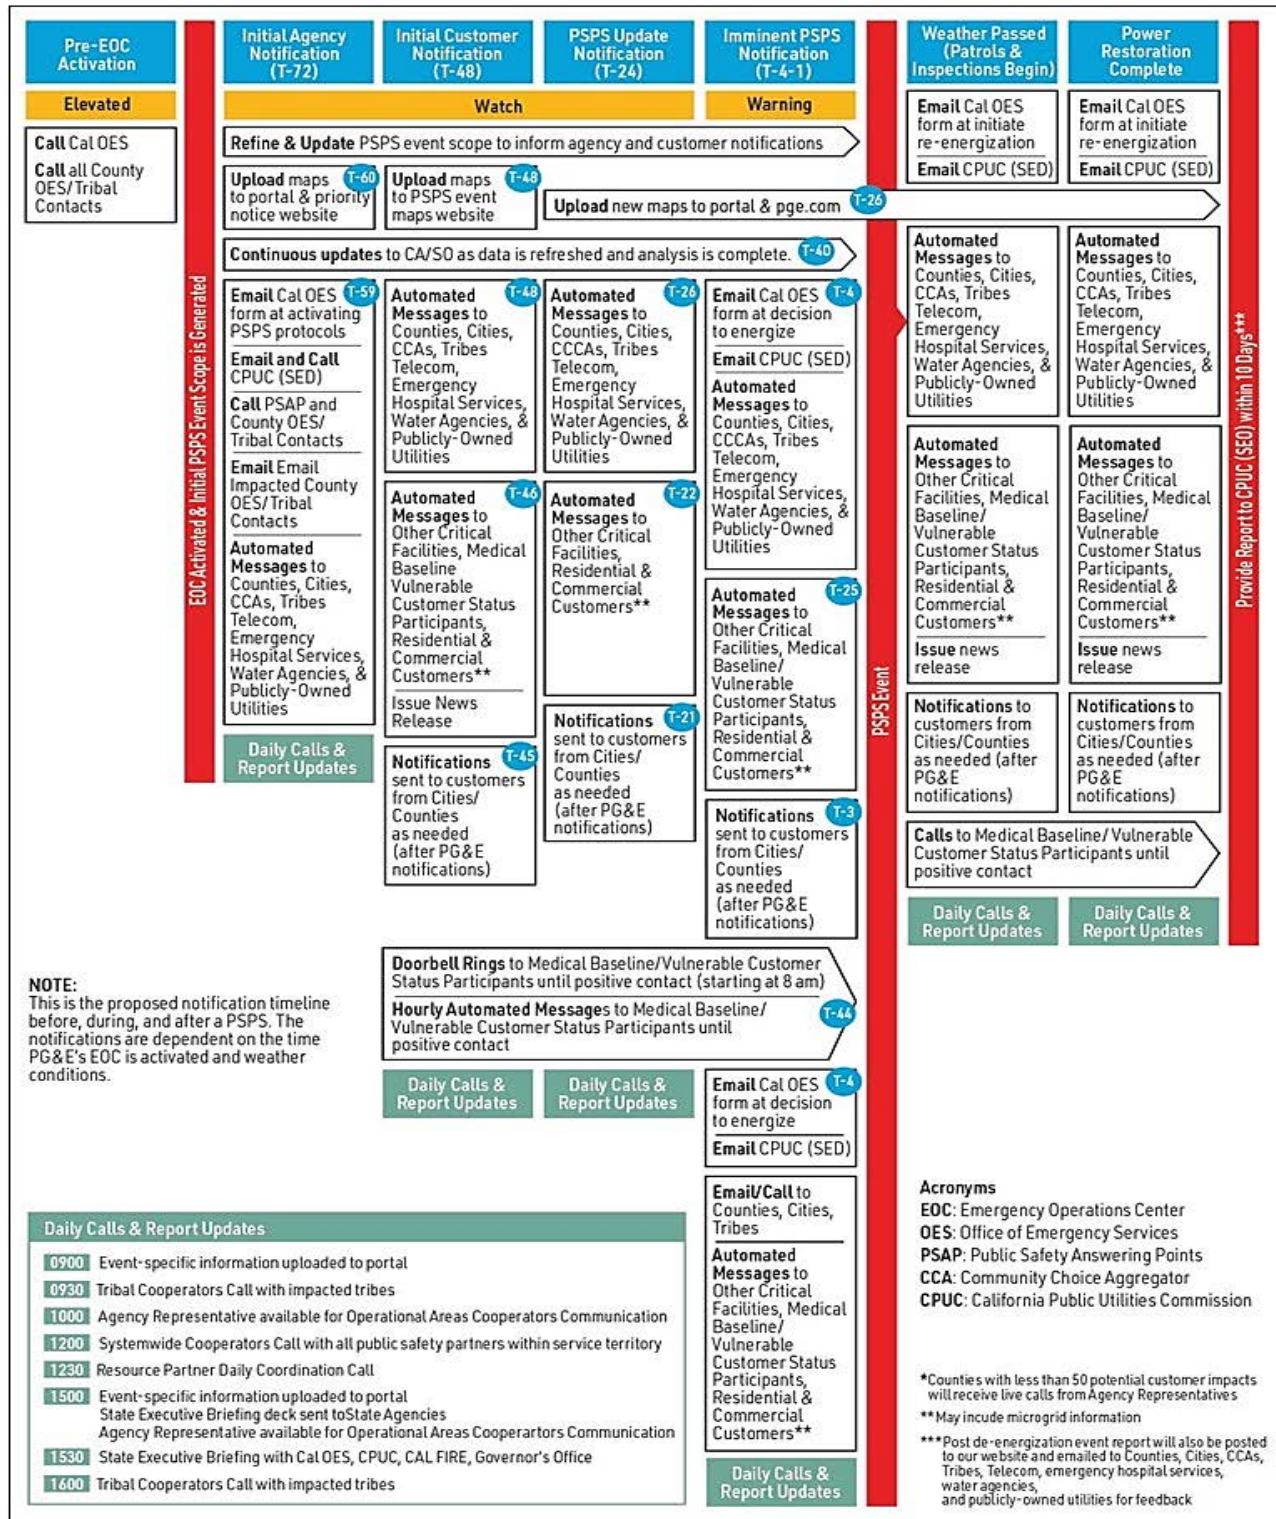 Pre-EOC
Activation
Elevated
Call Cal OES
Call all County
OES/Tribal
Contacts
EOC Activated & Initial PSPS Event Scope is Generated
Initial Agency
Notification
(T-72)
Initial Customer
Notification
(T-48)
PSPS Update
Notification
(T-24)
Imminent PSPS
Notification
(T-4-1)
Watch
Warning
Refine & Update PSPS event scope to inform agency and customer notifications
Upload maps
to portal & priority
notice website
T-60
Upload maps
to PSPS event
maps website
T-48
Upload new maps to portal & pge.com
T-26
Continuous updates to CA/SO as data is refreshed and analysis is complete.
T-40
Email Cal OES
form at activating
PSPS protocols
T-59
Email and Call
CPUC (SED)
Call PSAP and
County OES/
Tribal Contacts
Email Email
Impacted County
OES/Tribal
Contacts
Automated
Messages to
Counties, Cities,
CCAs, Tribes
Telecom,
Emergency
Hospital Services,
Water Agencies, &
Publicly-Owned
Utilities
Daily Calls &
Report Updates
Automated
Messages to
Counties, Cities,
CCAs, Tribes
Telecom,
Emergency
Hospital Services,
Water Agencies, &
Publicly-Owned
Utilities
T-48
Automated
Messages to
Other Critical
Facilities, Medical
Baseline
Vulnerable
Customer Status
Participants,
Residential &
Commercial
Customers**
T-46
Issue News
Release
Notifications
sent to customers
from Cities/
Counties
as needed
(after PG&E
notifications)
T-45
Automated
Messages to
Counties, Cities,
CCCAs, Tribes
Telecom,
Emergency
Hospital Services,
Water Agencies, &
Publicly-Owned
Utilities
T-26
Automated
Messages to
Other Critical
Facilities,
Residential &
Commercial
Customers**
T-22
Notifications
sent to customers
from Cities/
Counties
as needed
(after PG&E
notifications)
T-21
Email Cal OES
form at decision
to energize
T-4
Email CPUC (SED)
Automated
Messages to
Counties, Cities,
CCCAs, Tribes
Telecom,
Emergency
Hospital Services,
Water Agencies, &
Publicly-Owned
Utilities
Automated
Messages to
Other Critical
Facilities, Medical
Baseline/
Vulnerable
Customer Status
Participants,
Residential &
Commercial
Customers**
T-25
Notifications
sent to customers
from Cities/
Counties
as needed
(after PG&E
notifications)
T-3
Doorbell Rings to Medical Baseline/Vulnerable Customer
Status Participants until positive contact (starting at 8 am)
Hourly Automated Messages to Medical Baseline/
Vulnerable Customer Status Participants until
positive contact
T-44
Daily Calls &
Report Updates
Daily Calls &
Report Updates
Email Cal OES
form at decision
to energize
T-4
Email CPUC (SED)
Email/Call to
Counties, Cities,
Tribes
Automated
Messages to
Other Critical
Facilities, Medical
Baseline/
Vulnerable
Customer Status
Participants,
Residential &
Commercial
Customers**
Daily Calls &
Report Updates
PSPS Event
Weather Passed
(Patrols &
Inspections Begin)
Email Cal OES
form at initiate
re-energization
Email CPUC (SED)
Automated
Messages to
Counties, Cities,
CCAs, Tribes
Telecom,
Emergency
Hospital Services,
Water Agencies, &
Publicly-Owned
Utilities
Automated
Messages to
Other Critical
Facilities, Medical
Baseline/
Vulnerable
Customer Status
Participants,
Residential &
Commercial
Customers**
Issue news
release
Notifications to
customers from
Cities/Counties
as needed (after
PG&E
notifications)
Power
Restoration
Complete
Email Cal OES
form at initiate
re-energization
Email CPUC (SED)
Automated
Messages to
Counties, Cities,
CCAs, Tribes
Telecom,
Emergency
Hospital Services,
Water Agencies, &
Publicly-Owned
Utilities
Automated
Messages to
Other Critical
Facilities, Medical
Baseline/
Vulnerable
Customer Status
Participants,
Residential &
Commercial
Customers**
Issue news
release
Notifications to
customers from
Cities/Counties
as needed (after
PG&E
notifications)
Calls to Medical Baseline/ Vulnerable
Customer Status Participants until
positive contact
Daily Calls &
Report Updates
Daily Calls &
Report Updates
Provide Report to CPUC (SED) within 10 Days***
NOTE:
This is the proposed notification timeline
before, during, and after a PSPS. The
notifications are dependent on the time
PG&E's EOC is activated and weather
conditions.
Daily Calls & Report Updates
0900 Event-specific information uploaded to portal
0930 Tribal Cooperators Call with impacted tribes
1000 Agency Representative available for Operational Areas Cooperators Communication
1200 Systemwide Cooperators Call with all public safety partners within service territory
1230 Resource Partner Daily Coordination Call
1500 Event-specific information uploaded to portal
State Executive Briefing deck sent toState Agencies
Agency Representative available for Operational Areas Cooperartors Communication
1530 State Executive Briefing with Cal OES, CPUC, CAL FIRE, Governor's Office
1600 Tribal Cooperators Call with impacted tribes
Acronyms
EOC: Emergency Operations Center
OES: Office of Emergency Services
PSAP: Public Safety Answering Points
CCA: Community Choice Aggregator
CPUC: California Public Utilities Commission
*Counties with less than 50 potential customer impacts
will receive live calls from Agency Representatives
**May incude microgrid information
***Post de-energization event report will also be posted
to our website and emailed to Counties, Cities, CCAs,
Tribes, Telecom, emergency hospital services,
water agencies,
and publicly-owned utilities for feedback